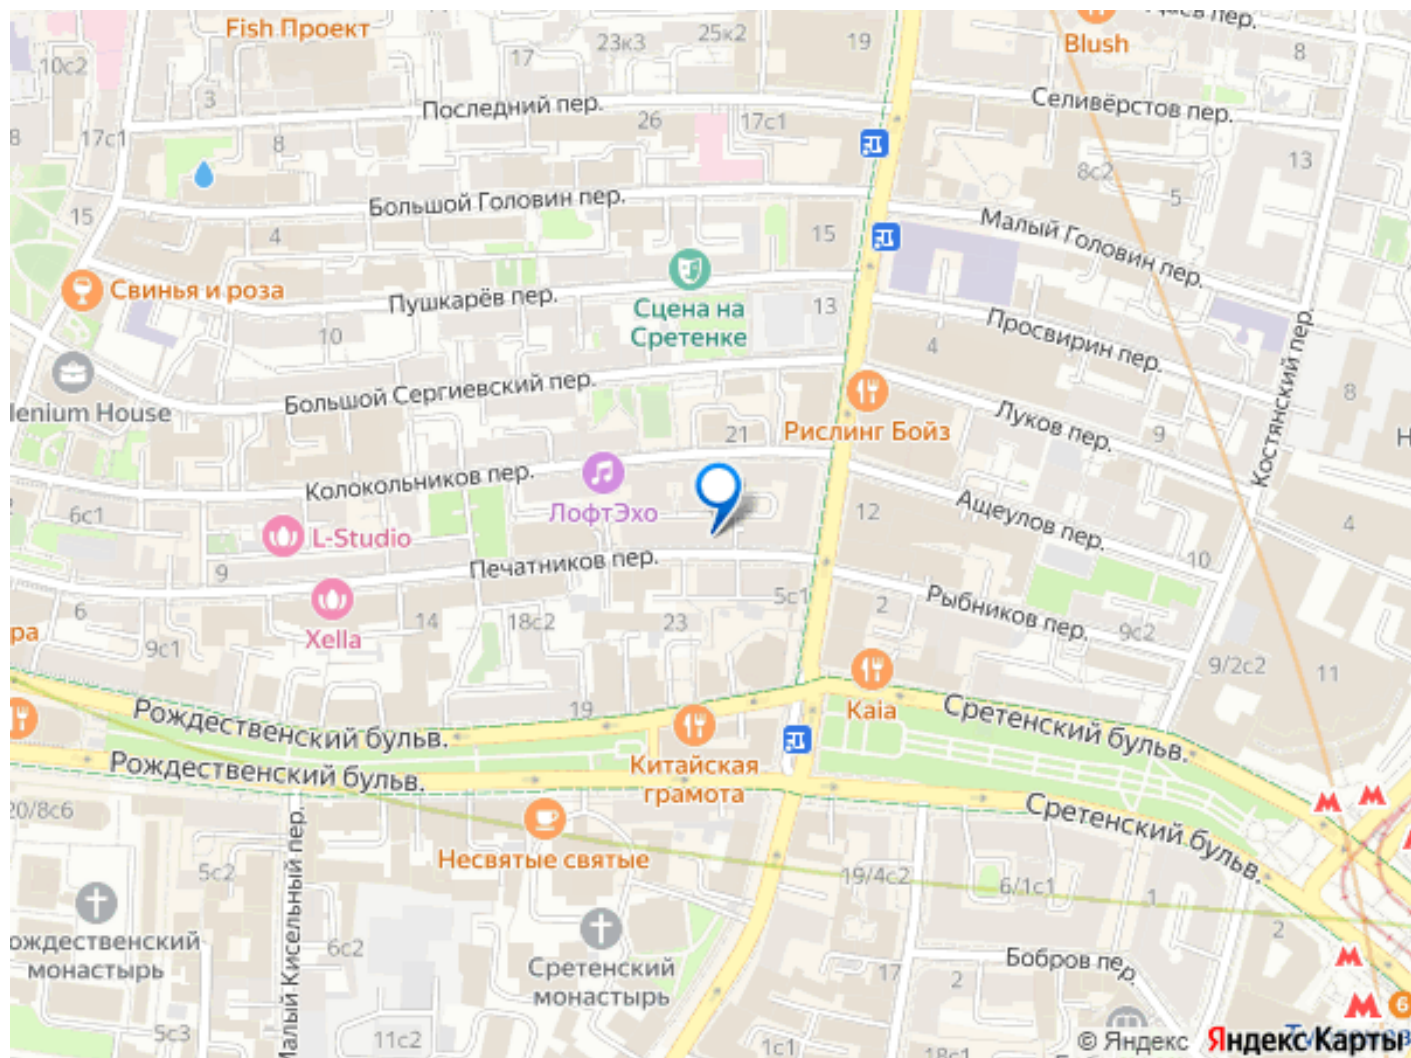 Fish Проект
23к3
25к2
19
Blush
8
10с2
17
3
Последний пер.
Селивёрстов пер.
17с1
8
8
26
17с1
13
8с2
5
15
Большой Головин пер.
4
15
Малый Головин пер.
Свинья и роза
Пушкарёв пер.
Сцена на
Сретенке
13
10
4
Просвирин пер.
Костянский пер.
8
lenium House
Большой Сергиевский пер.
21
Рислинг Бойз
Луков пер.
9
Колокольников пер.
ЛофтЭхо
12
Ащеулов пер.
4
6с1
L-Studio
10
9
Печатников пер.
5с1
2
Рыбников пер.
9с2
6
Xella
14
18с2
23
9с1
9/2с2
11
ра
19
Kaia
Рождественский бульв.
Сретенский бульв.
Рождественский бульв.
Китайская
грамота
Сретенский бульв.
20/8с6
Малый Кисельный пер.
Несвятые святые
5с2
19/4с2
6/1с1
1
2
ождественский
монастырь
6с2
Сретенский
монастырь
17
2
Бобров пер.
5с3
11с2
1с1
18с1
6
© Яндекс Яндекс Карты